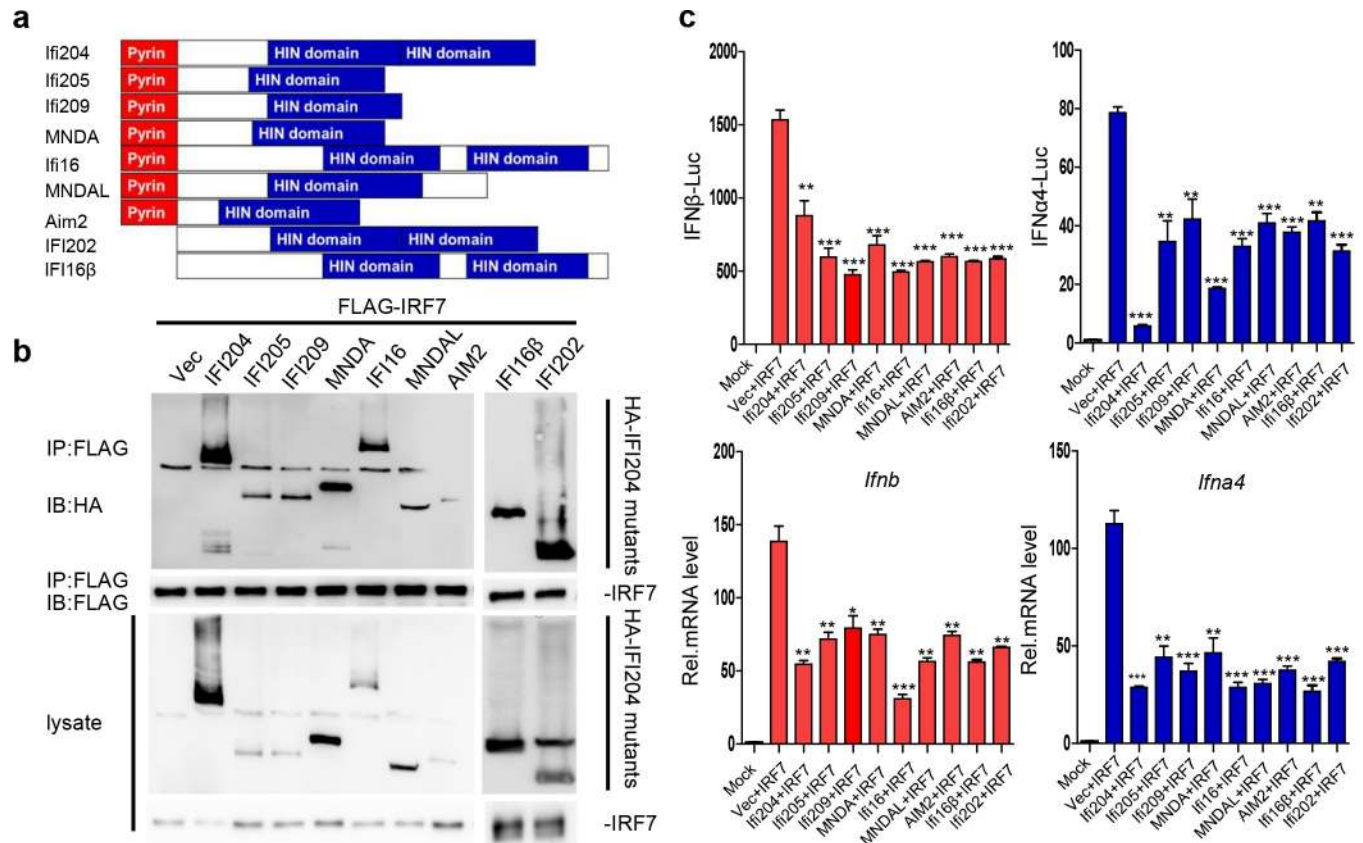 a
Ifi204 Pyrin HIN domain HIN domain
Ifi205 Pyrin HIN domain
Ifi209 Pyrin HIN domain
MNDA Pyrin HIN domain
Ifi16 Pyrin HIN domain HIN domain
MNDAL Pyrin HIN domain
Aim2 Pyrin HIN domain
IFI202 HIN domain HIN domain
IFI16β HIN domain HIN domain
b
FLAG-IRF7
Vec IFI204 IFI205 IFI209 MNDA IFI16 MNDAL AIM2 IFI16β IFI202
IP:FLAG
IB:HA
HA-IFI204 mutants
IP:FLAG
IB:FLAG
-IRF7
lysate
HA-IFI204 mutants
-IRF7
c
IFNβ-Luc
2000
1500
1000
500
0
** *** *** *** *** *** *** *** ***
Mock Vec+IRF7 Ifi204+IRF7 Ifi205+IRF7 Ifi209+IRF7 MNDA+IRF7 Ifi16+IRF7 MNDAL+IRF7 AIM2+IRF7 Ifi16β+IRF7 Ifi202+IRF7
IFNα4-Luc
100
80
60
40
20
0
*** ** ** *** *** *** *** ** ***
Mock Vec+IRF7 Ifi204+IRF7 Ifi205+IRF7 Ifi209+IRF7 MNDA+IRF7 Ifi16+IRF7 MNDAL+IRF7 AIM2+IRF7 Ifi16β+IRF7 Ifi202+IRF7
Ifnb
Rel.mRNA level
200
150
100
50
0
** ** * ** *** ** ** ** **
Mock Vec+IRF7 Ifi204+IRF7 Ifi205+IRF7 Ifi209+IRF7 MNDA+IRF7 Ifi16+IRF7 MNDAL+IRF7 AIM2+IRF7 Ifi16β+IRF7 Ifi202+IRF7
Ifna4
Rel.mRNA level
150
100
50
0
*** ** *** ** *** *** *** *** ***
Mock Vec+IRF7 Ifi204+IRF7 Ifi205+IRF7 Ifi209+IRF7 MNDA+IRF7 Ifi16+IRF7 MNDAL+IRF7 AIM2+IRF7 Ifi16β+IRF7 Ifi202+IRF7